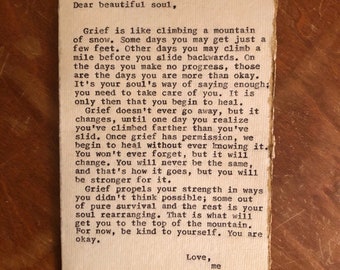 Dear beautiful soul,
Grief is like climbing a mountain
of snow. Some days you may get just a
few feet. Other days you may climb a
mile before you slide backwards. On
the days you make no progress, those
are the days you are more than okay.
It's your soul's way of saying enough;
you need to take care of you. It is
only then that you begin to heal.
Grief doesn't ever go away, but it
changes, until one day you realize
you've climbed farther than you've
slid. Once grief has permission, we
begin to heal without ever knowing it.
You won't ever forget, but it will
change. You will never be the same,
and that's how it goes, but you will
be stronger for it.
Grief propels your strength in ways
you didn't think possible; some out
of pure survival and the rest is your
soul rearranging. That is what will
get you to the top of the mountain.
For now, be kind to yourself. You are
okay.
Love,
me